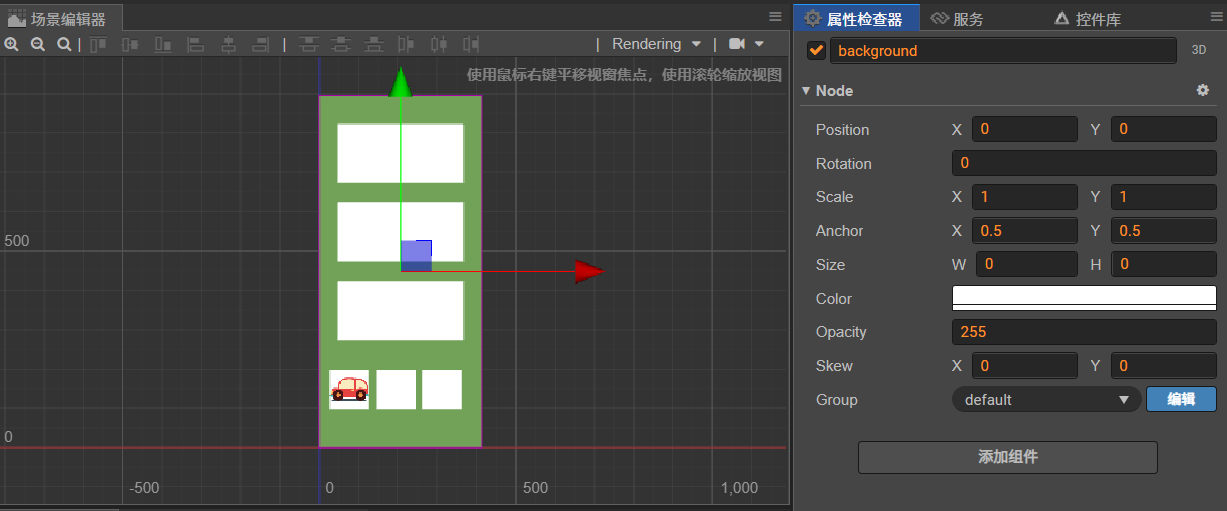 场景编辑器
Rendering
使用鼠标右键平移视窗焦点，使用滚轮缩放视图
500
0
-500 0 500 1,000
属性检查器 服务 控件库
background 3D
Node
Position X 0 Y 0
Rotation 0
Scale X 1 Y 1
Anchor X 0.5 Y 0.5
Size W 0 H 0
Color
Opacity 255
Skew X 0 Y 0
Group default 编辑
添加组件